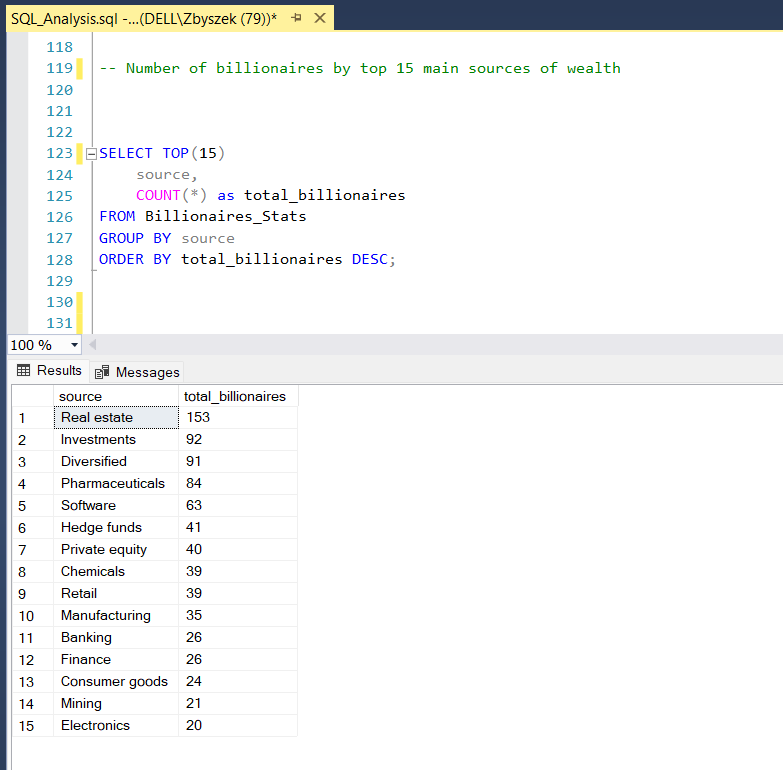 SQL_Analysis.sql -...(DELL\Zbyszek (79))*
118
119 -- Number of billionaires by top 15 main sources of wealth
120
121
122
123 SELECT TOP(15)
124 source,
125 COUNT(*) as total_billionaires
126 FROM Billionaires_Stats
127 GROUP BY source
128 ORDER BY total_billionaires DESC;
129
130
131
100 %
Results Messages
source total_billionaires
1 Real estate 153
2 Investments 92
3 Diversified 91
4 Pharmaceuticals 84
5 Software 63
6 Hedge funds 41
7 Private equity 40
8 Chemicals 39
9 Retail 39
10 Manufacturing 35
11 Banking 26
12 Finance 26
13 Consumer goods 24
14 Mining 21
15 Electronics 20